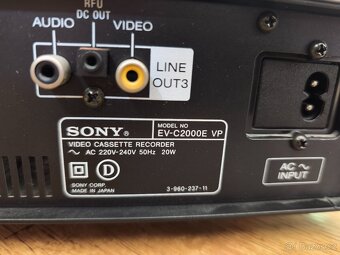 RFU
DC OUT
AUDIO
VIDEO
LINE
OUT3
SONY®
MODEL NO
EV-C2000E VP
VIDEO CASSETTE RECORDER
∼ AC 220V-240V 50Hz 20W
D
SONY CORP.
MADE IN JAPAN
3-960-237-11
AC ∼
INPUT